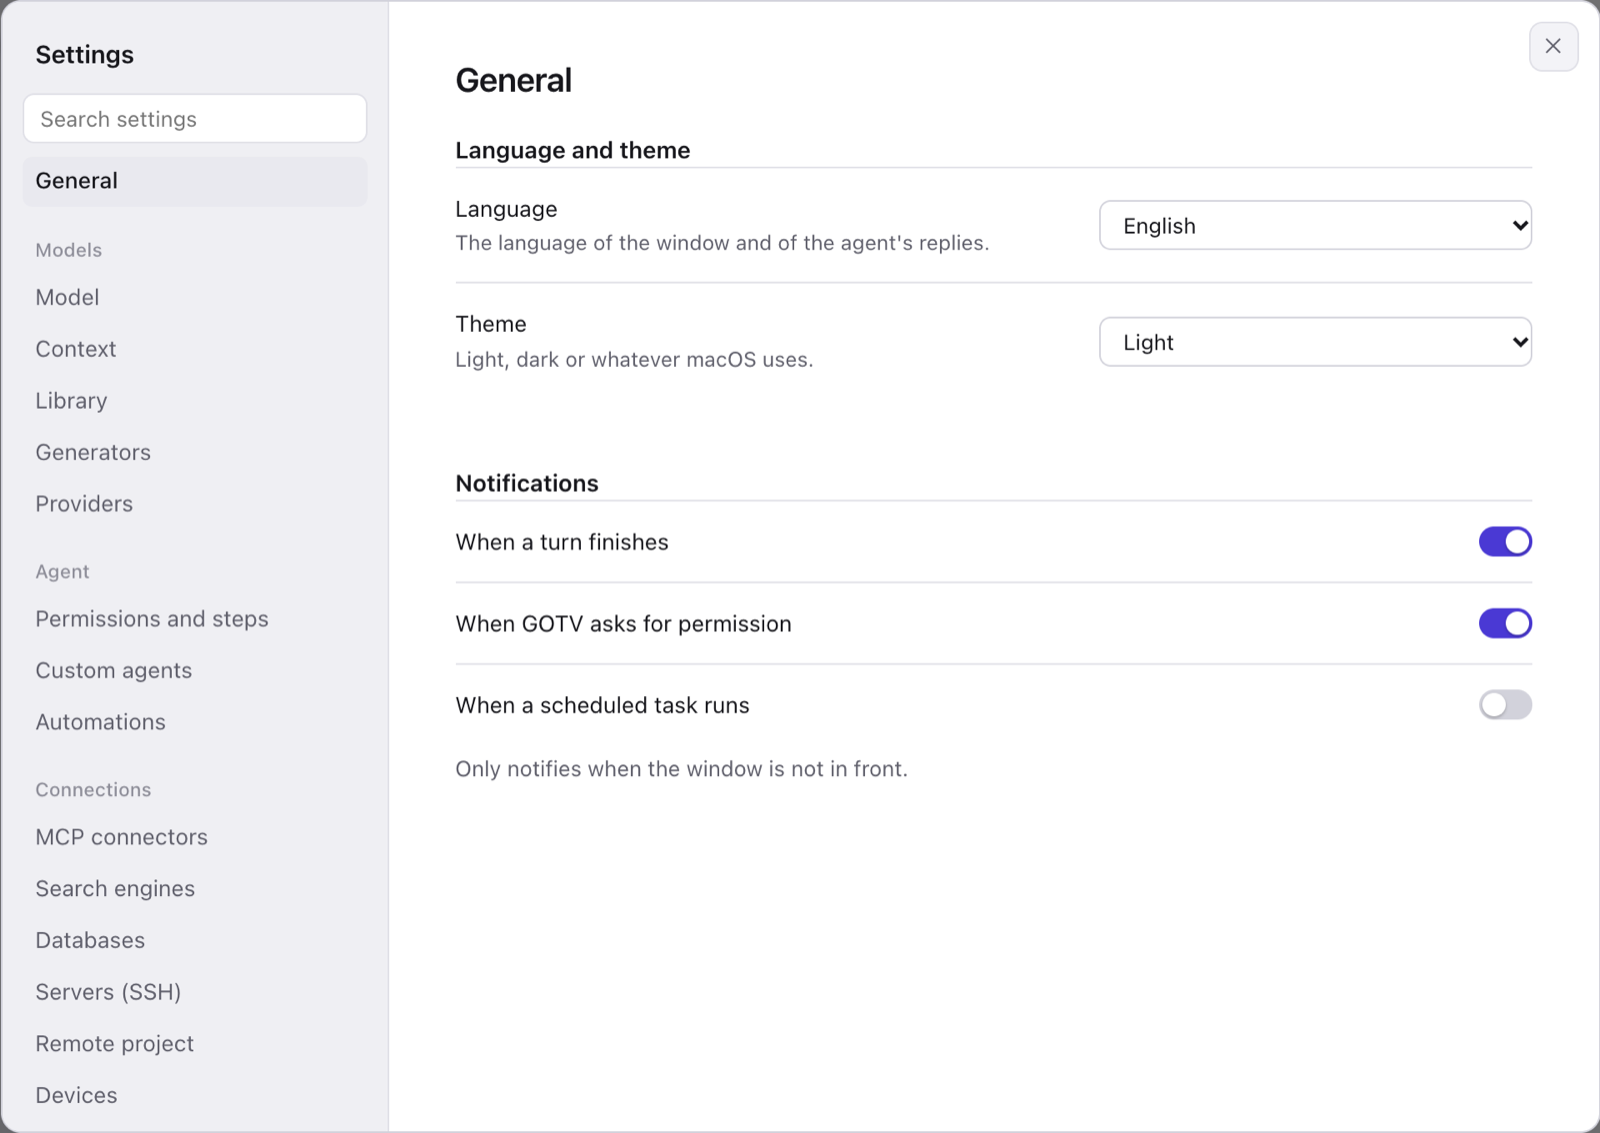 Settings
Search settings
General
Models
Model
Context
Library
Generators
Providers
Agent
Permissions and steps
Custom agents
Automations
Connections
MCP connectors
Search engines
Databases
Servers (SSH)
Remote project
Devices
General
Language and theme
Language
The language of the window and of the agent's replies.
English
Theme
Light, dark or whatever macOS uses.
Light
Notifications
When a turn finishes
When GOTV asks for permission
When a scheduled task runs
Only notifies when the window is not in front.